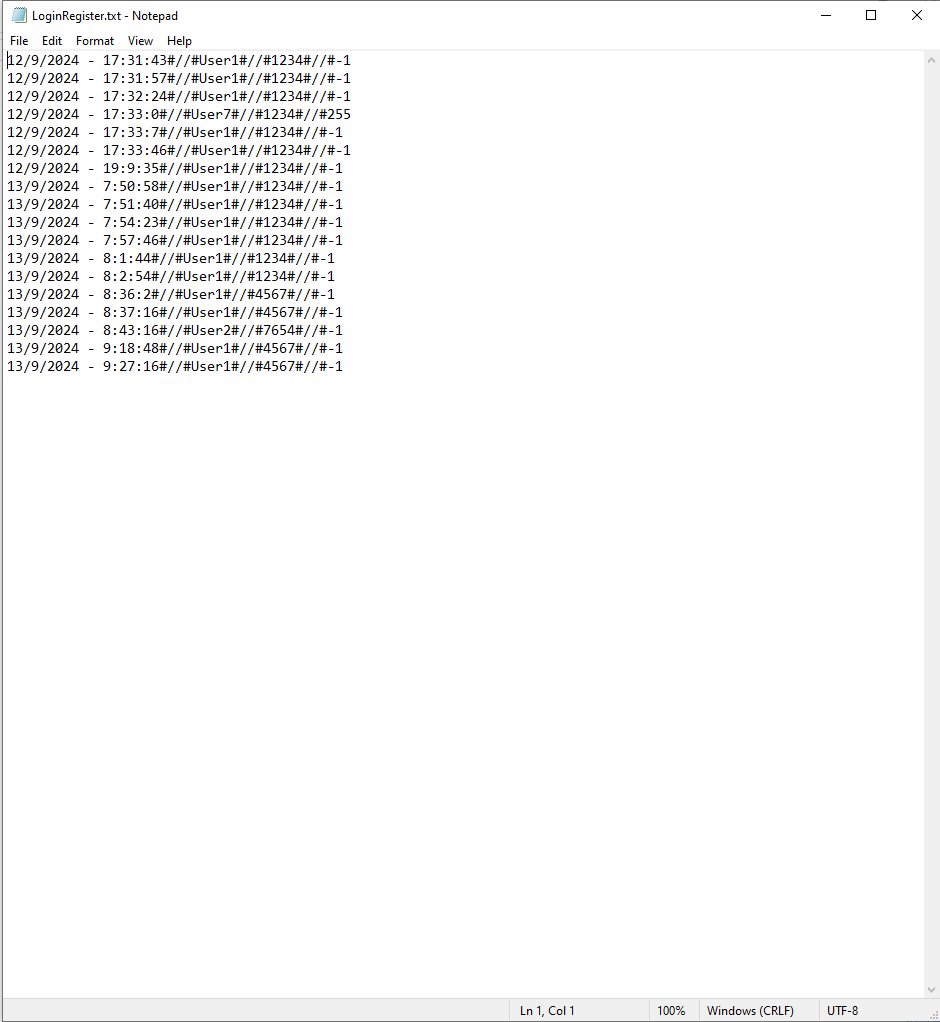 LoginRegister.txt - Notepad
File Edit Format View Help
12/9/2024 - 17:31:43#//#User1#//#1234#//#-1
12/9/2024 - 17:31:57#//#User1#//#1234#//#-1
12/9/2024 - 17:32:24#//#User1#//#1234#//#-1
12/9/2024 - 17:33:0#//#User7#//#1234#//#255
12/9/2024 - 17:33:7#//#User1#//#1234#//#-1
12/9/2024 - 17:33:46#//#User1#//#1234#//#-1
12/9/2024 - 19:9:35#//#User1#//#1234#//#-1
13/9/2024 - 7:50:58#//#User1#//#1234#//#-1
13/9/2024 - 7:51:40#//#User1#//#1234#//#-1
13/9/2024 - 7:54:23#//#User1#//#1234#//#-1
13/9/2024 - 7:57:46#//#User1#//#1234#//#-1
13/9/2024 - 8:1:44#//#User1#//#1234#//#-1
13/9/2024 - 8:2:54#//#User1#//#1234#//#-1
13/9/2024 - 8:36:2#//#User1#//#4567#//#-1
13/9/2024 - 8:37:16#//#User1#//#4567#//#-1
13/9/2024 - 8:43:16#//#User2#//#7654#//#-1
13/9/2024 - 9:18:48#//#User1#//#4567#//#-1
13/9/2024 - 9:27:16#//#User1#//#4567#//#-1
Ln 1, Col 1 100% Windows (CRLF) UTF-8